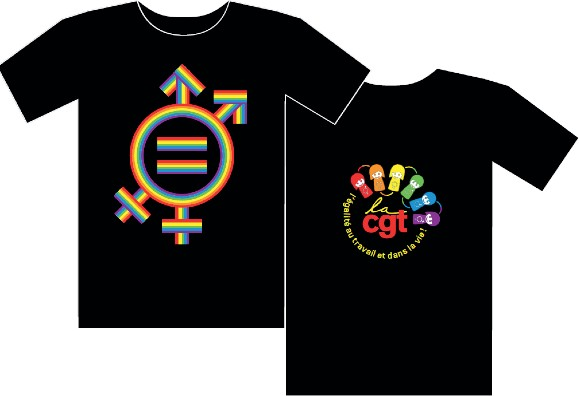 la
cgt
l'égalité au travail et dans la vie !